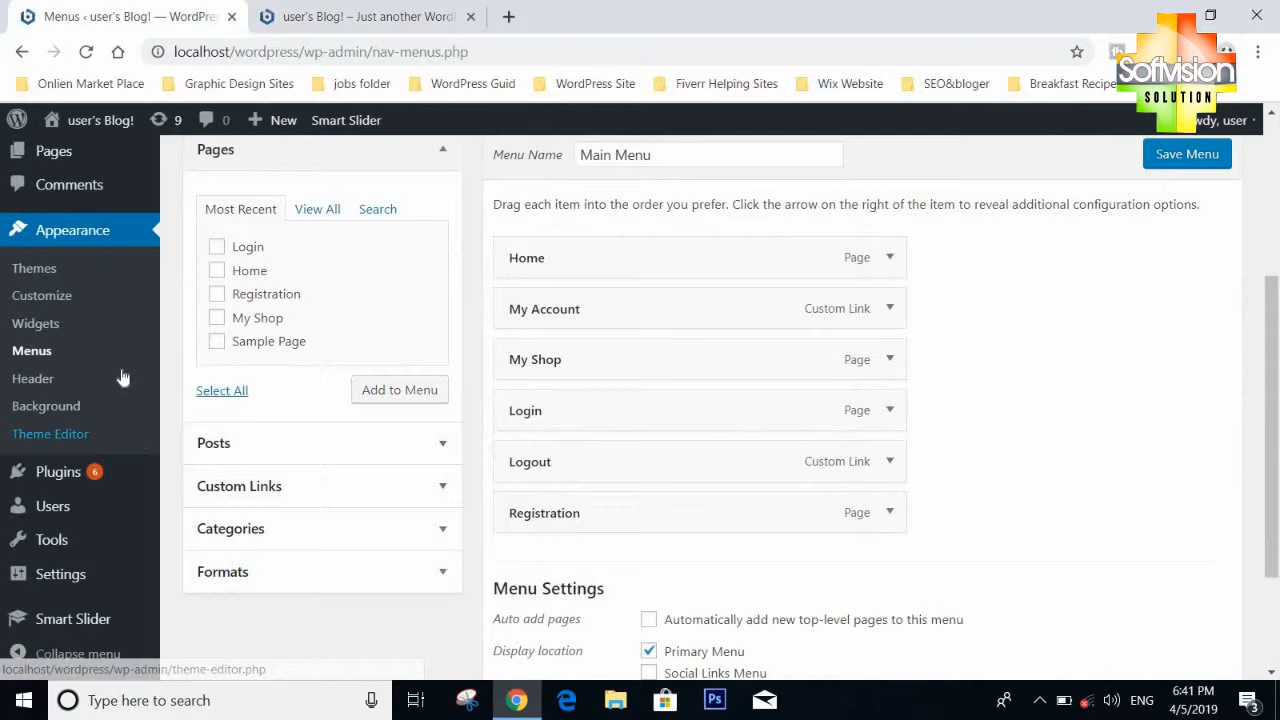 Menus ‹ user's Blog! — WordPr
user's Blog! – Just another Word
localhost/wordpress/wp-admin/nav-menus.php
Onlien Market Place
Graphic Design Sites
jobs folder
WordPress Guid
WordPress Site
Fiverr Helping Sites
Wix Website
SEO&bloger
Breakfast Recipe
Sofvision
SOLUTION
user's Blog!
9
0
New
Smart Slider
wdy, user
Pages
Comments
Appearance
Themes
Customize
Widgets
Menus
Header
Background
Theme Editor
Plugins 6
Users
Tools
Settings
Smart Slider
Collapse menu
localhost/wordpress/wp-admin/theme-editor.php
Pages
Most Recent
View All
Search
Login
Home
Registration
My Shop
Sample Page
Select All
Add to Menu
Posts
Custom Links
Categories
Formats
Menu Name
Main Menu
Save Menu
Drag each item into the order you prefer. Click the arrow on the right of the item to reveal additional configuration options.
Home Page
My Account Custom Link
My Shop Page
Login Page
Logout Custom Link
Registration Page
Menu Settings
Auto add pages
Automatically add new top-level pages to this menu
Display location
Primary Menu
Social Links Menu
Type here to search
Ps
ENG
6:41 PM
4/5/2019
3